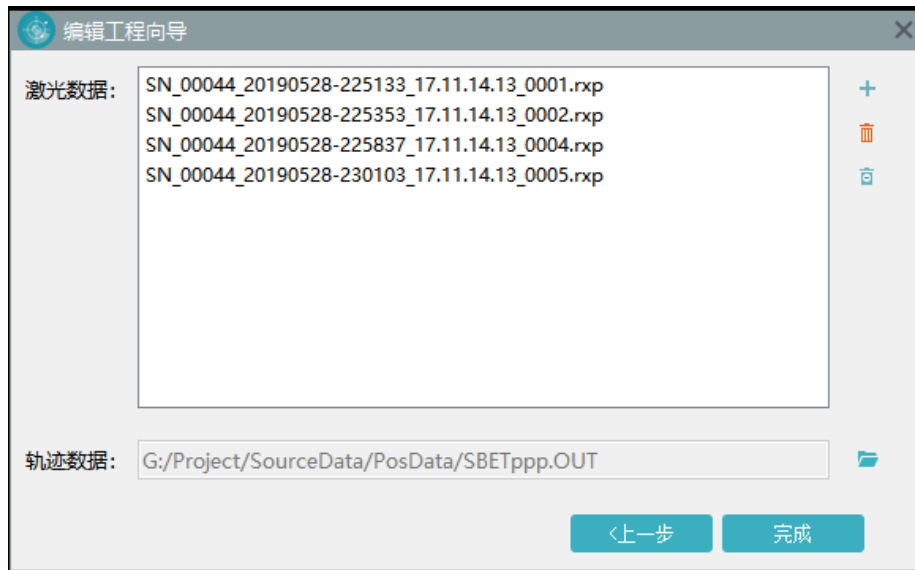 编辑工程向导
激光数据:
SN_00044_20190528-225133_17.11.14.13_0001.rxp
SN_00044_20190528-225353_17.11.14.13_0002.rxp
SN_00044_20190528-225837_17.11.14.13_0004.rxp
SN_00044_20190528-230103_17.11.14.13_0005.rxp
轨迹数据:
G:/Project/SourceData/PosData/SBETppp.OUT
<上一步
完成